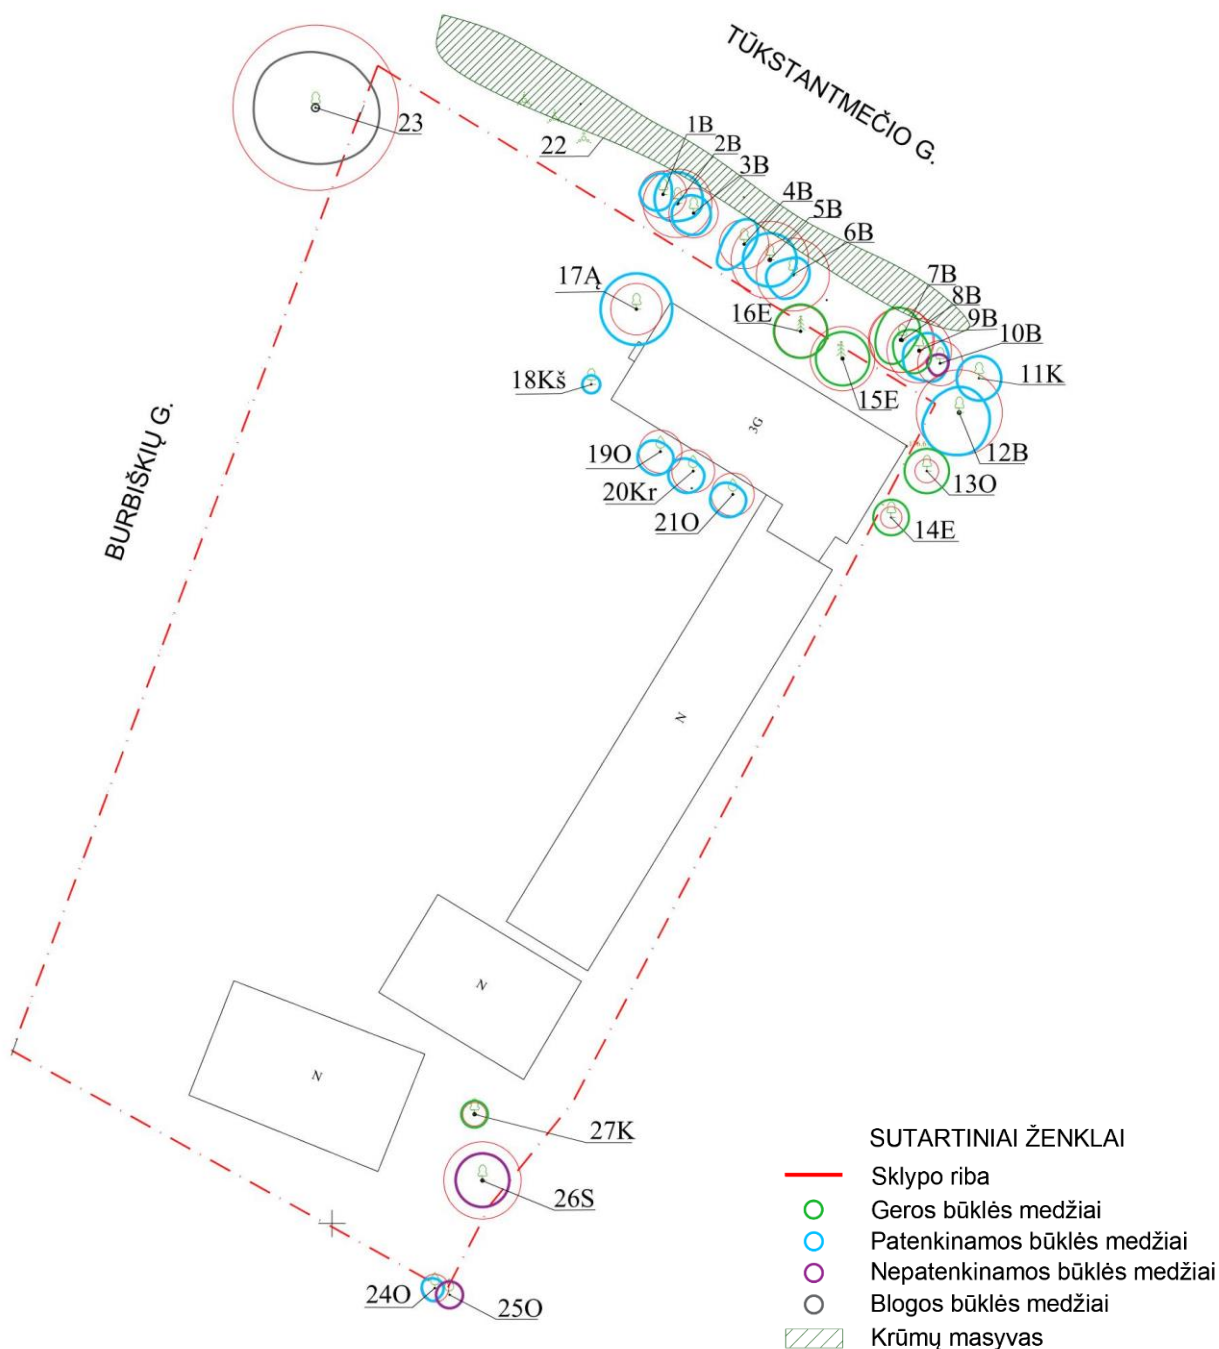 TŪKSTANTMEČIO G.
23
22
1B
2B
3B
4B
5B
6B
7B
8B
9B
10B
11K
12B
13O
14E
15E
16E
17Ą
18Kš
19O
20Kr
21O
3G
BURBIŠKIŲ G.
N
N
N
27K
26S
24O
25O
SUTARTINIAI ŽENKLAI
Sklypo riba
Geros būklės medžiai
Patenkinamos būklės medžiai
Nepatenkinamos būklės medžiai
Blogos būklės medžiai
Krūmų masyvas